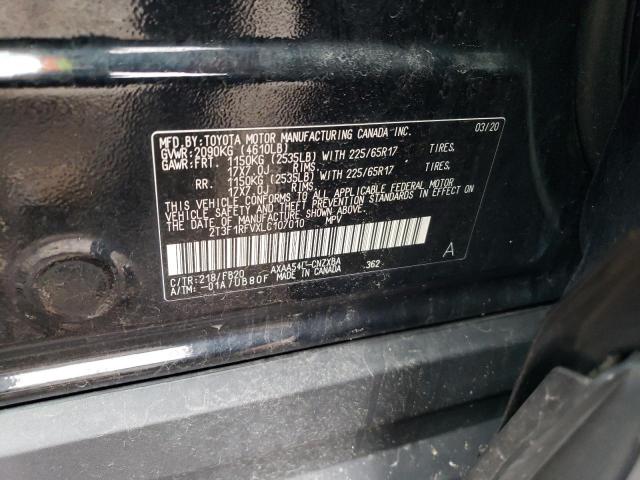 MFD.BY:TOYOTA MOTOR MANUFACTURING CANADA INC. 03/20
GVWR:2090KG (4610LB)
GAWR:FRT. 1150KG (2535LB) WITH 225/65R17 TIRES,
17X7.0J RIMS,
RR. 1150KG (2535LB) WITH 225/65R17 TIRES,
17X7.0J RIMS,
THIS VEHICLE CONFORMS TO ALL APPLICABLE FEDERAL MOTOR
VEHICLE SAFETY AND THEFT PREVENTION STANDARDS IN EFFECT ON
THE DATE OF MANUFACTURE SHOWN ABOVE.
2T3F1RFVXLC107010 MPV
A
C/TR:218/FB20 AXAA54L-CNZXBA 362
A/TM:-01A/UB80F MADE IN CANADA